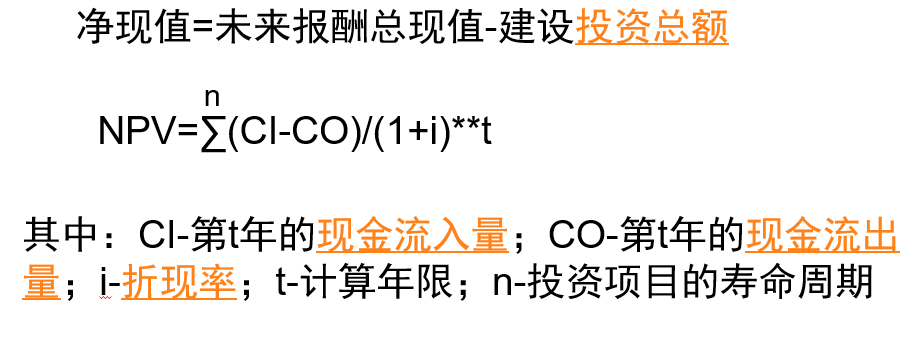 净现值=未来报酬总现值-建设投资总额
n
NPV=∑(CI-CO)/(1+i)**t
其中：CI-第t年的现金流入量；CO-第t年的现金流出
量；i-折现率；t-计算年限；n-投资项目的寿命周期